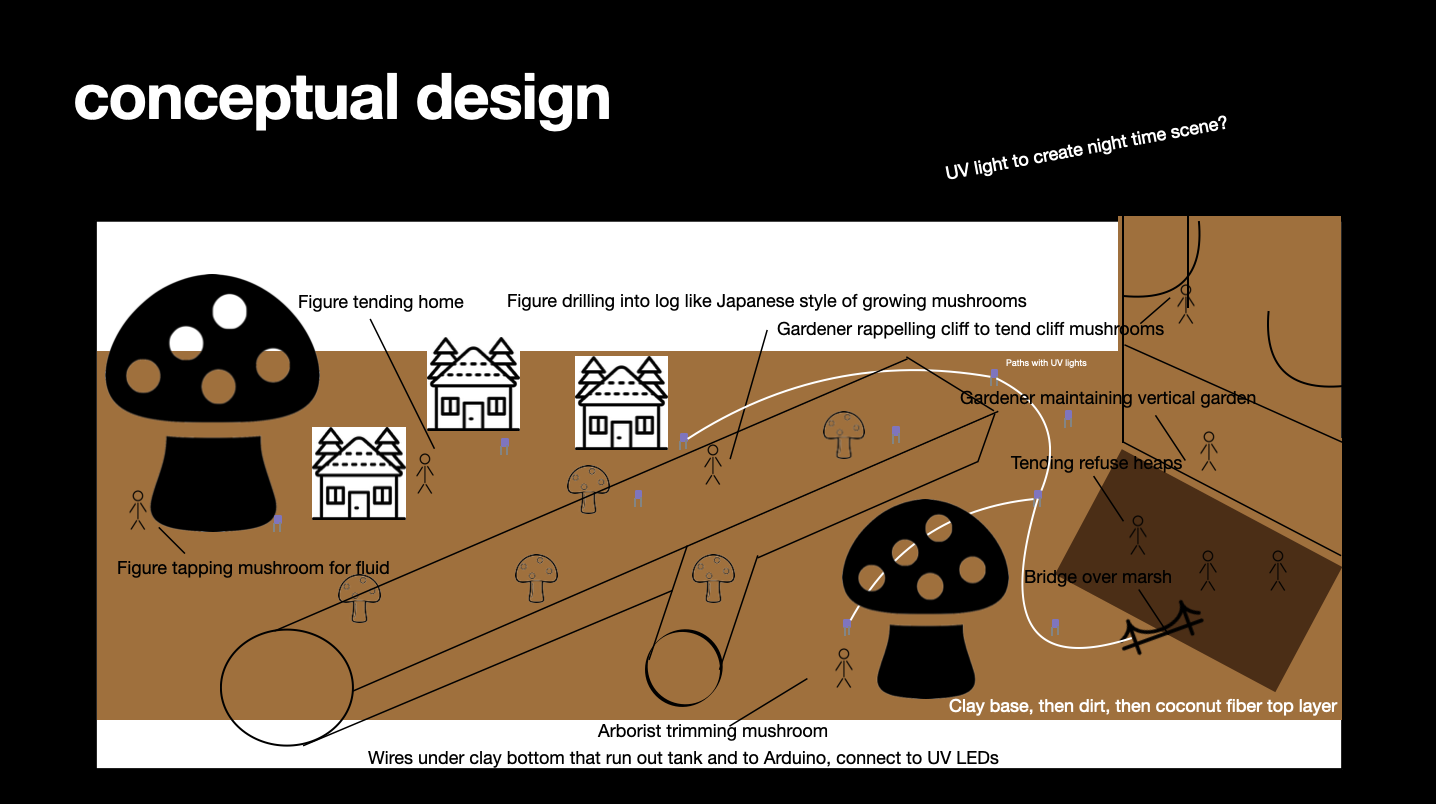 conceptual design
UV light to create night time scene?
Figure tending home
Figure drilling into log like Japanese style of growing mushrooms
Gardener rappelling cliff to tend cliff mushrooms
Paths with UV lights
Gardener maintaining vertical garden
Tending refuse heaps
Figure tapping mushroom for fluid
Bridge over marsh
Clay base, then dirt, then coconut fiber top layer
Arborist trimming mushroom
Wires under clay bottom that run out tank and to Arduino, connect to UV LEDs